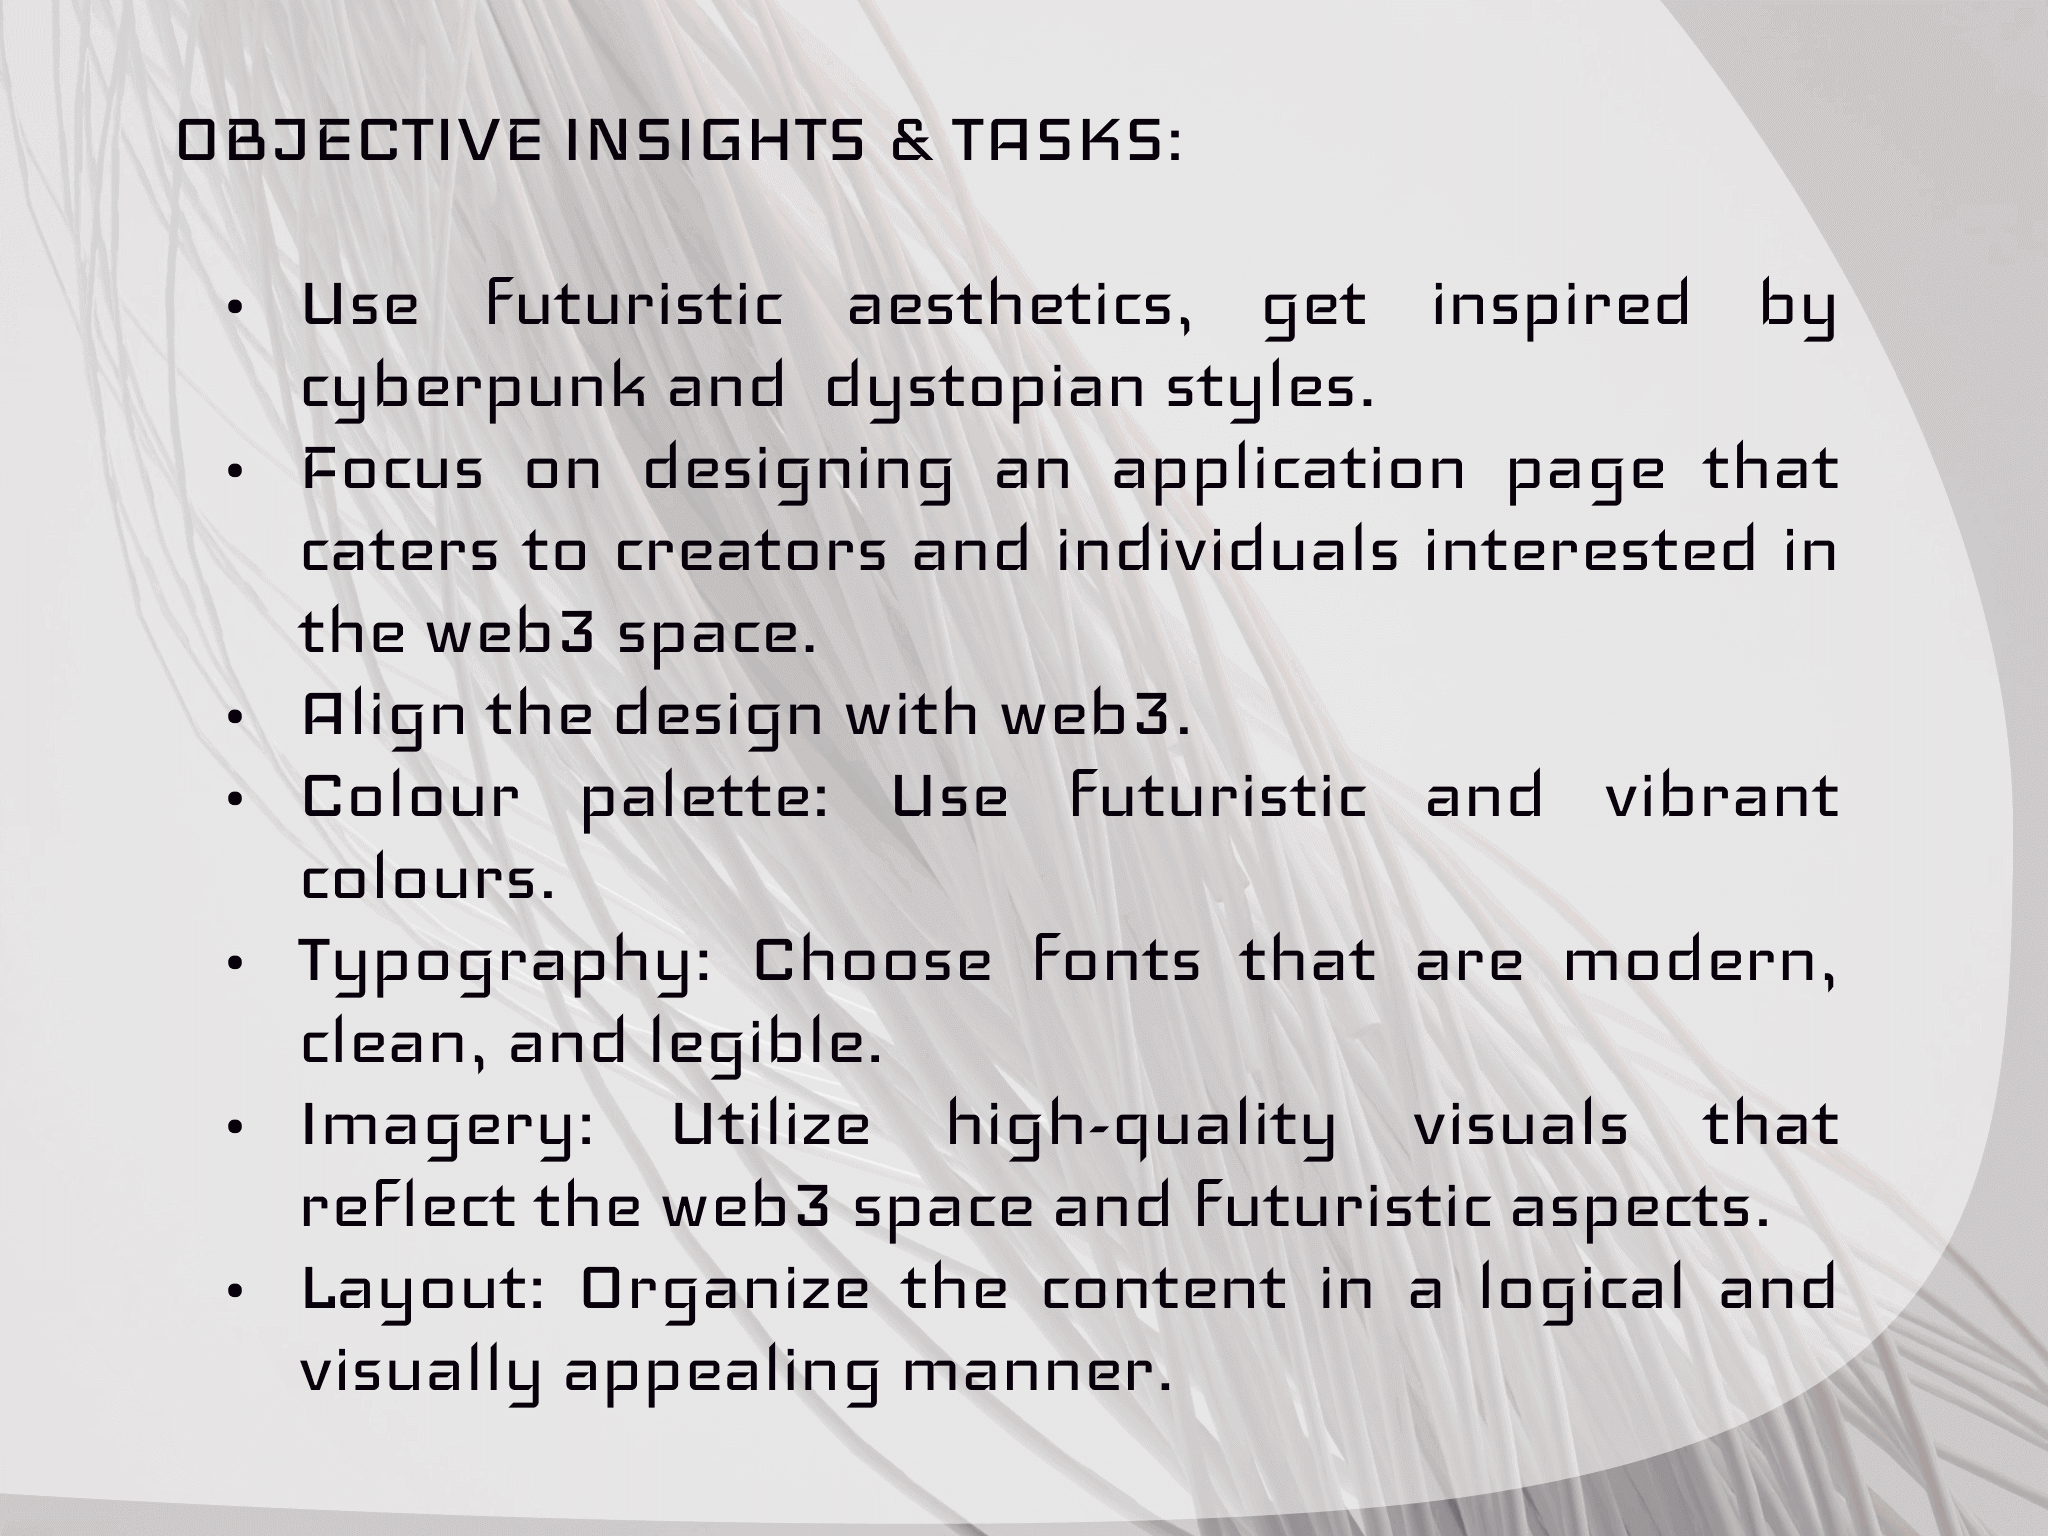 OBJECTIVE INSIGHTS & TASKS:
• Use futuristic aesthetics, get inspired by
cyberpunk and dystopian styles.
• Focus on designing an application page that
caters to creators and individuals interested in
the web3 space.
• Align the design with web3.
• Colour palette: Use futuristic and vibrant
colours.
• Typography: Choose fonts that are modern,
clean, and legible.
• Imagery: Utilize high-quality visuals that
reflect the web3 space and futuristic aspects.
• Layout: Organize the content in a logical and
visually appealing manner.